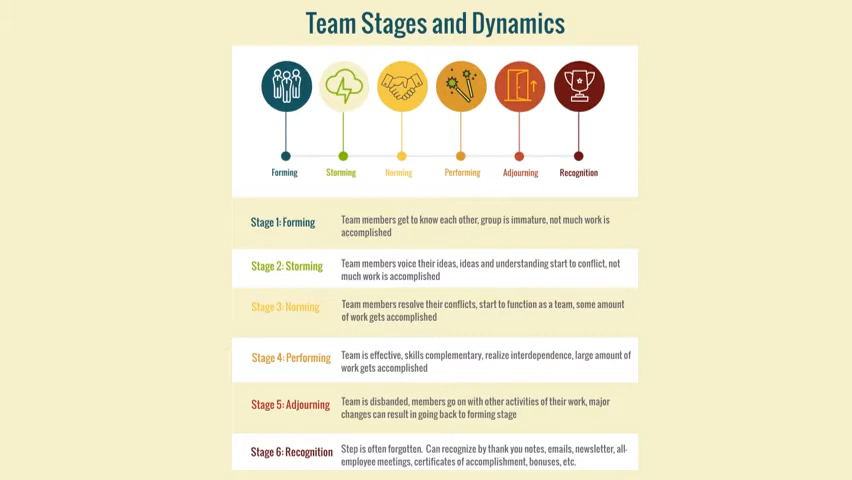 Team Stages and Dynamics
Forming
Storming
Norming
Performing
Adjourning
Recognition
Stage 1: Forming
Team members get to know each other, group is immature, not much work is
accomplished
Stage 2: Storming
Team members voice their ideas, ideas and understanding start to conflict, not
much work is accomplished
Stage 3: Norming
Team members resolve their conflicts, start to function as a team, some amount
of work gets accomplished
Stage 4: Performing
Team is effective, skills complementary, realize interdependence, large amount of
work gets accomplished
Stage 5: Adjourning
Team is disbanded, members go on with other activities of their work, major
changes can result in going back to forming stage
Stage 6: Recognition
Step is often forgotten. Can recognize by thank you notes, emails, newsletter, all-
employee meetings, certificates of accomplishment, bonuses, etc.